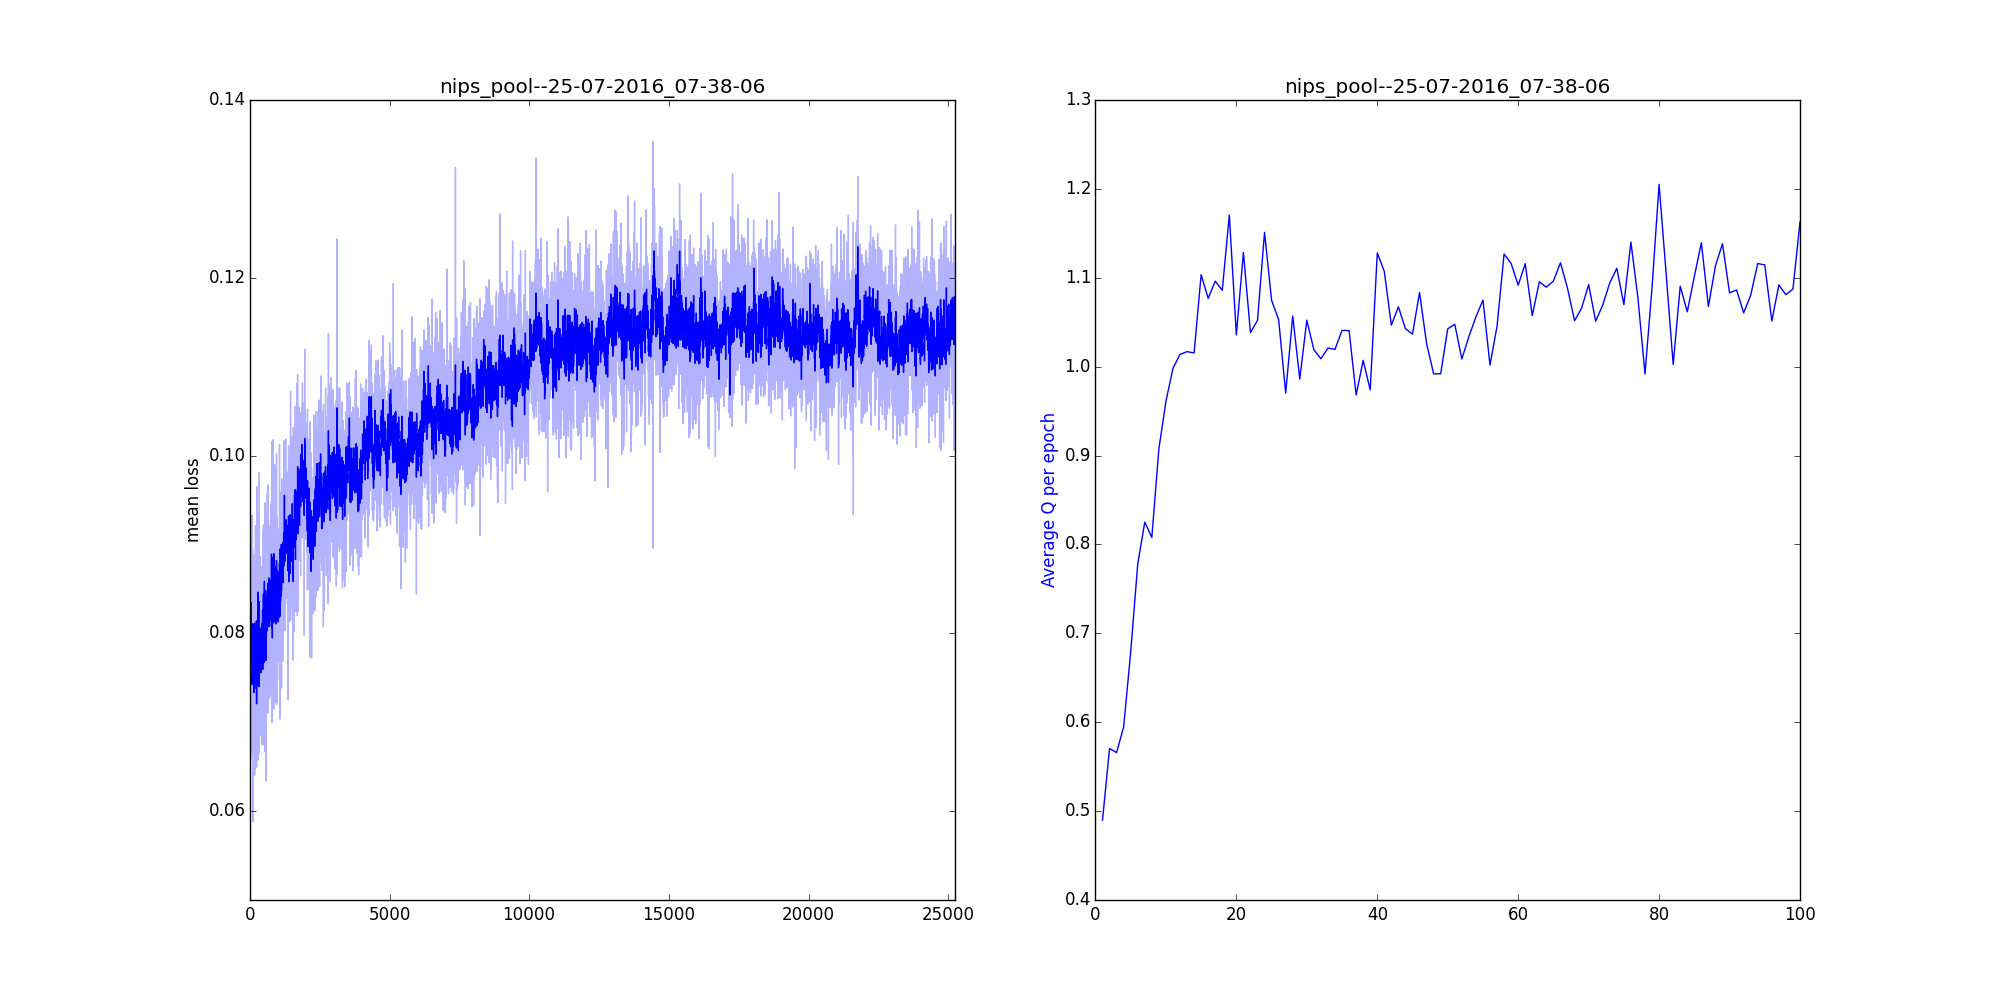 nips_pool--25-07-2016_07-38-06
0.14
0.12
0.10
0.08
0.06
mean loss
0 5000 10000 15000 20000 25000
nips_pool--25-07-2016_07-38-06
1.3
1.2
1.1
1.0
0.9
0.8
0.7
0.6
0.5
0.4
Average Q per epoch
0 20 40 60 80 100